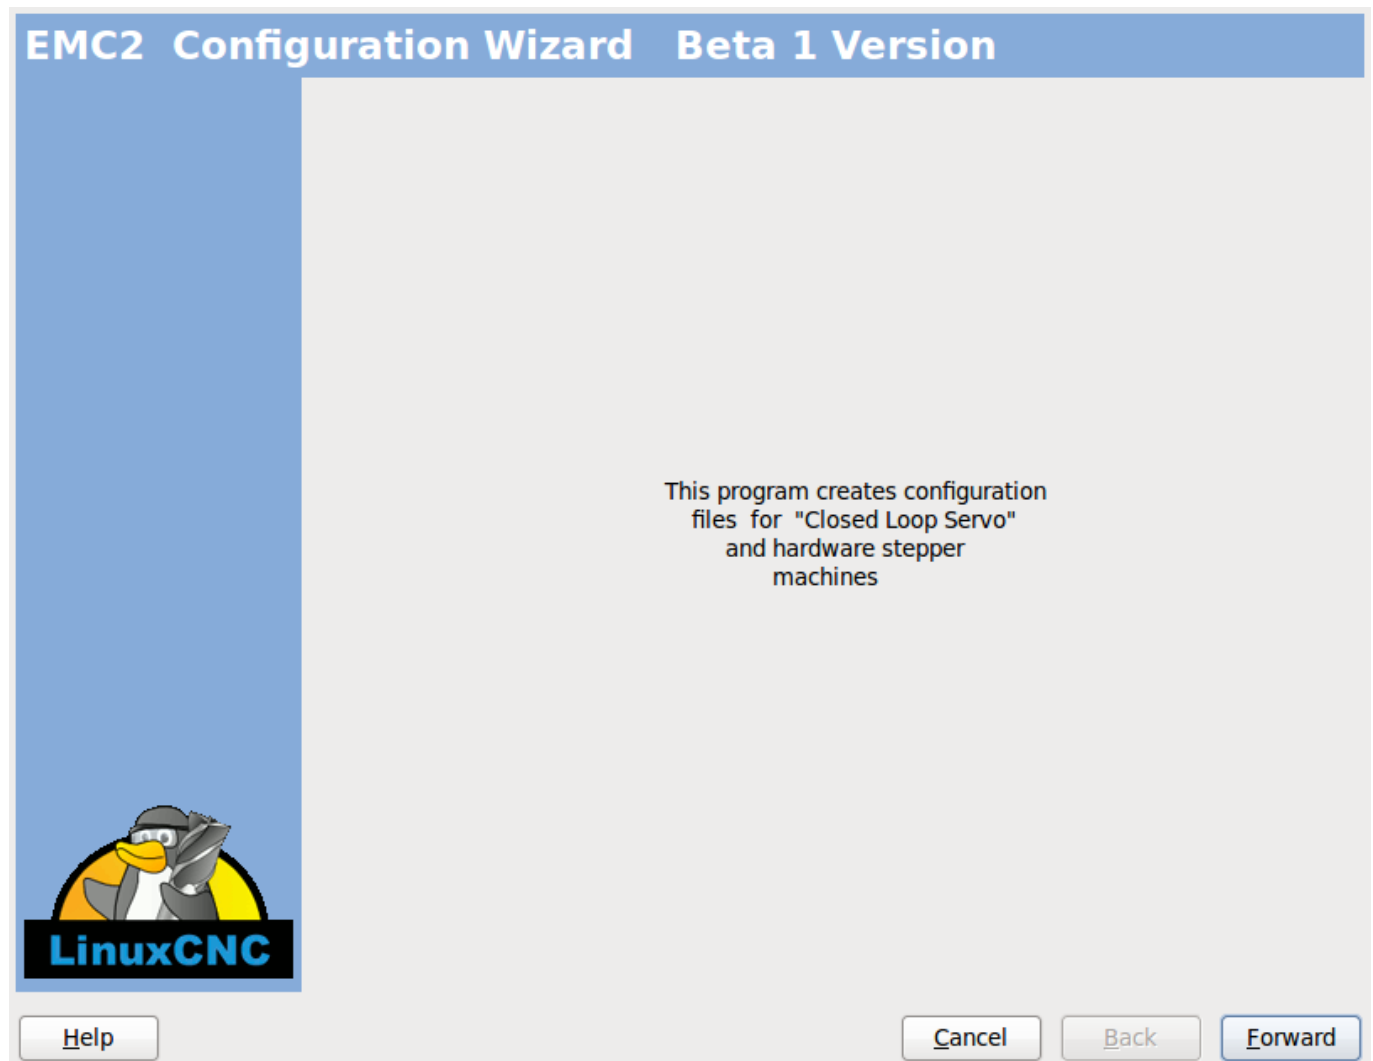 EMC2  Configuration Wizard   Beta 1 Version
This program creates configuration
files  for  "Closed Loop Servo"
and hardware stepper
machines
LinuxCNC
Help
Cancel
Back
Forward